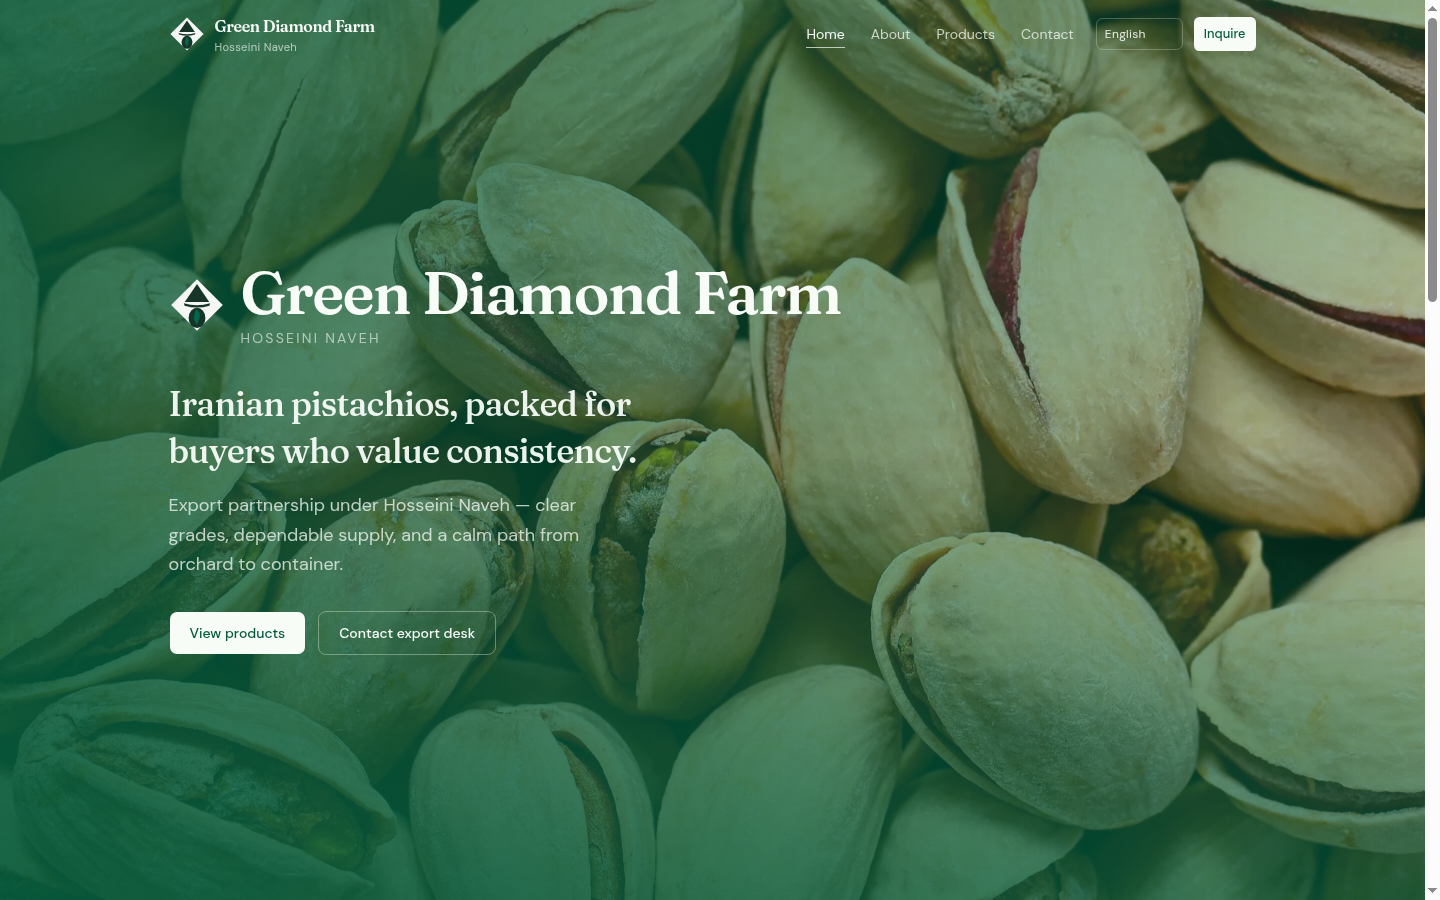 Green Diamond Farm
Hosseini Naveh
Home
About
Products
Contact
English
Inquire
Green Diamond Farm
HOSSEINI NAVEH
Iranian pistachios, packed for
buyers who value consistency.
Export partnership under Hosseini Naveh — clear
grades, dependable supply, and a calm path from
orchard to container.
View products
Contact export desk